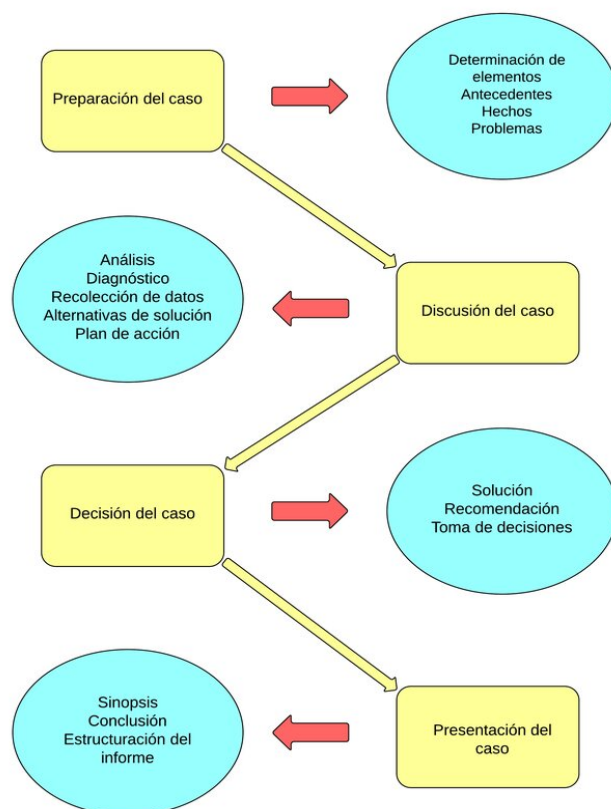 Preparación del caso
Determinación de
elementos
Antecedentes
Hechos
Problemas
Análisis
Diagnóstico
Recolección de datos
Alternativas de solución
Plan de acción
Discusión del caso
Decisión del caso
Solución
Recomendación
Toma de decisiones
Sinopsis
Conclusión
Estructuración del
informe
Presentación del
caso